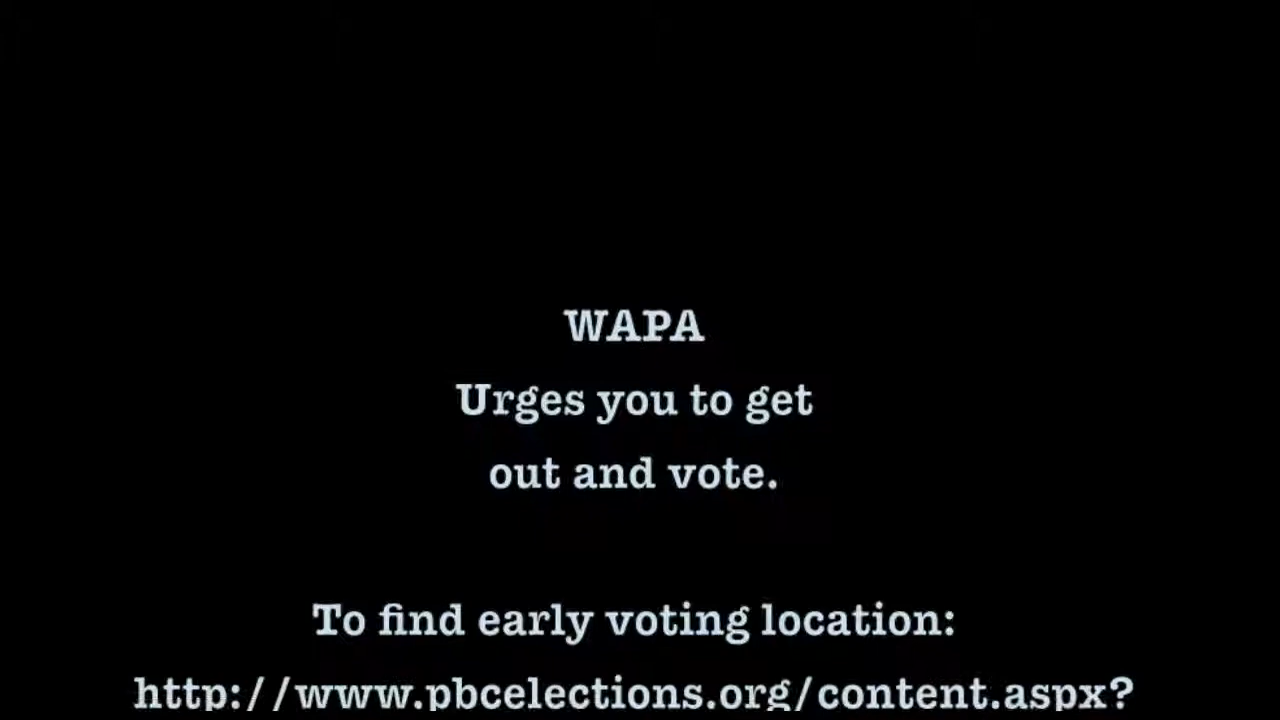 WAPA
Urges you to get
out and vote.
To find early voting location:
http://www.pbcelections.org/content.aspx?